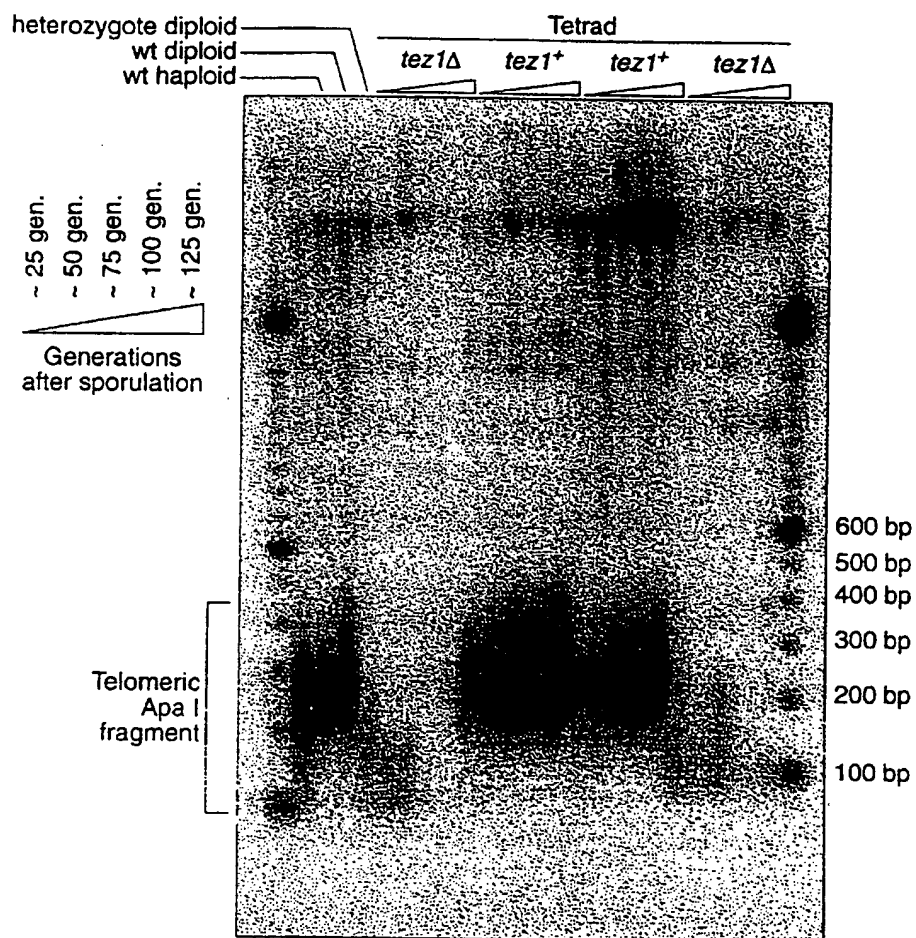 heterozygote diploid
wt diploid
wt haploid
Tetrad
tez1Δ tez1⁺ tez1⁺ tez1Δ
~ 25 gen.
~ 50 gen.
~ 75 gen.
~ 100 gen.
~ 125 gen.
Generations
after sporulation
600 bp
500 bp
400 bp
300 bp
200 bp
100 bp
Telomeric
Apa I
fragment